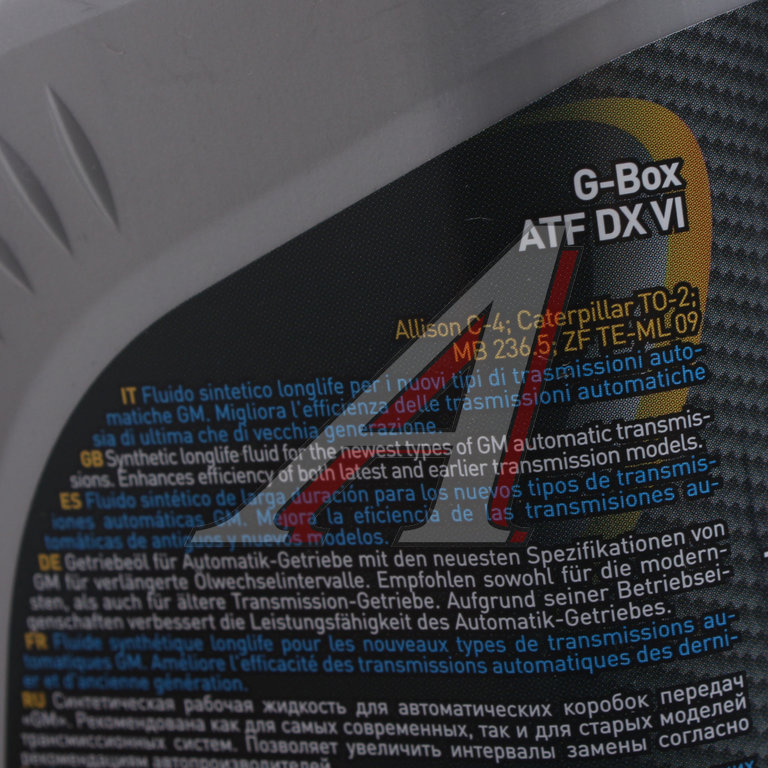 G-Box
ATF DX VI
Allison C-4; Caterpillar TO-2;
MB 236.5; ZF TE-ML 09
IT Fluido sintetico longlife per i nuovi tipi di trasmissioni auto-
matiche GM. Migliora l'efficienza delle trasmissioni automatiche
sia di ultima che di vecchia generazione.
GB Synthetic longlife fluid for the newest types of GM automatic transmis-
sions. Enhances efficiency of both latest and earlier transmission models.
ES Fluido sintético de larga duración para los nuevos tipos de transmis-
iones automáticas GM. Mejora la eficiencia de las transmisiones au-
tomáticas de antiguos y nuevos modelos.
DE Getriebeöl für Automatik-Getriebe mit den neuesten Spezifikationen von
GM für verlängerte Ölwechselintervalle. Empfohlen sowohl für die modern-
sten, als auch für ältere Transmission-Getriebe. Aufgrund seiner Betriebsei-
genschaften verbessert die Leistungsfähigkeit des Automatik-Getriebes.
FR Fluide synthétique longlife pour les nouveaux types de transmissions au-
tomatiques GM. Améliore l'efficacité des transmissions automatiques des derni-
er et d'ancienne génération.
RU Синтетическая рабочая жидкость для автоматических коробок передач
«GM». Рекомендована как для самых современных, так и для старых моделей
трансмиссионных систем. Позволяет увеличить интервалы замены согласно
рекомендациям автопроизводителей.